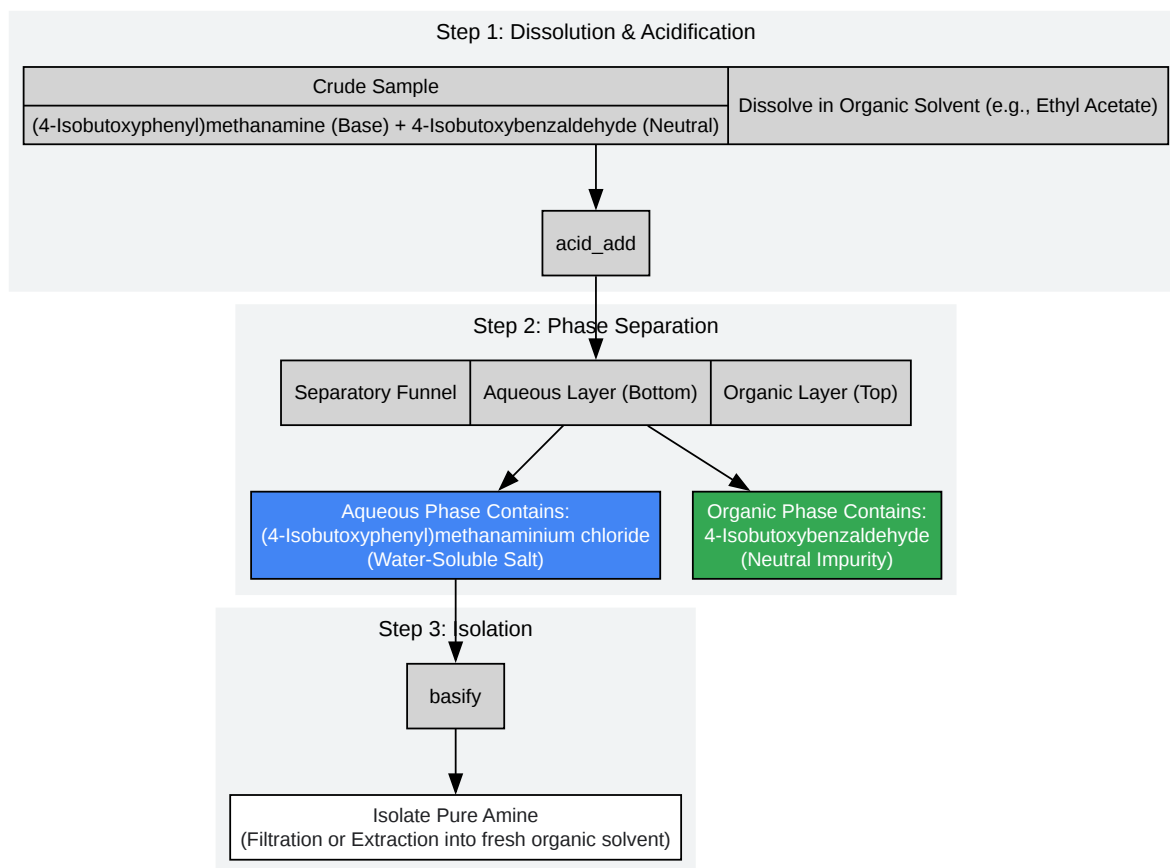 Step 1: Dissolution & Acidification
Crude Sample
(4-Isobutoxyphenyl)methanamine (Base) + 4-Isobutoxybenzaldehyde (Neutral)
Dissolve in Organic Solvent (e.g., Ethyl Acetate)
acid_add
Step 2: Phase Separation
Separatory Funnel
Aqueous Layer (Bottom)
Organic Layer (Top)
Aqueous Phase Contains:
(4-Isobutoxyphenyl)methanaminium chloride
(Water-Soluble Salt)
Organic Phase Contains:
4-Isobutoxybenzaldehyde
(Neutral Impurity)
Step 3: Isolation
basify
Isolate Pure Amine
(Filtration or Extraction into fresh organic solvent)